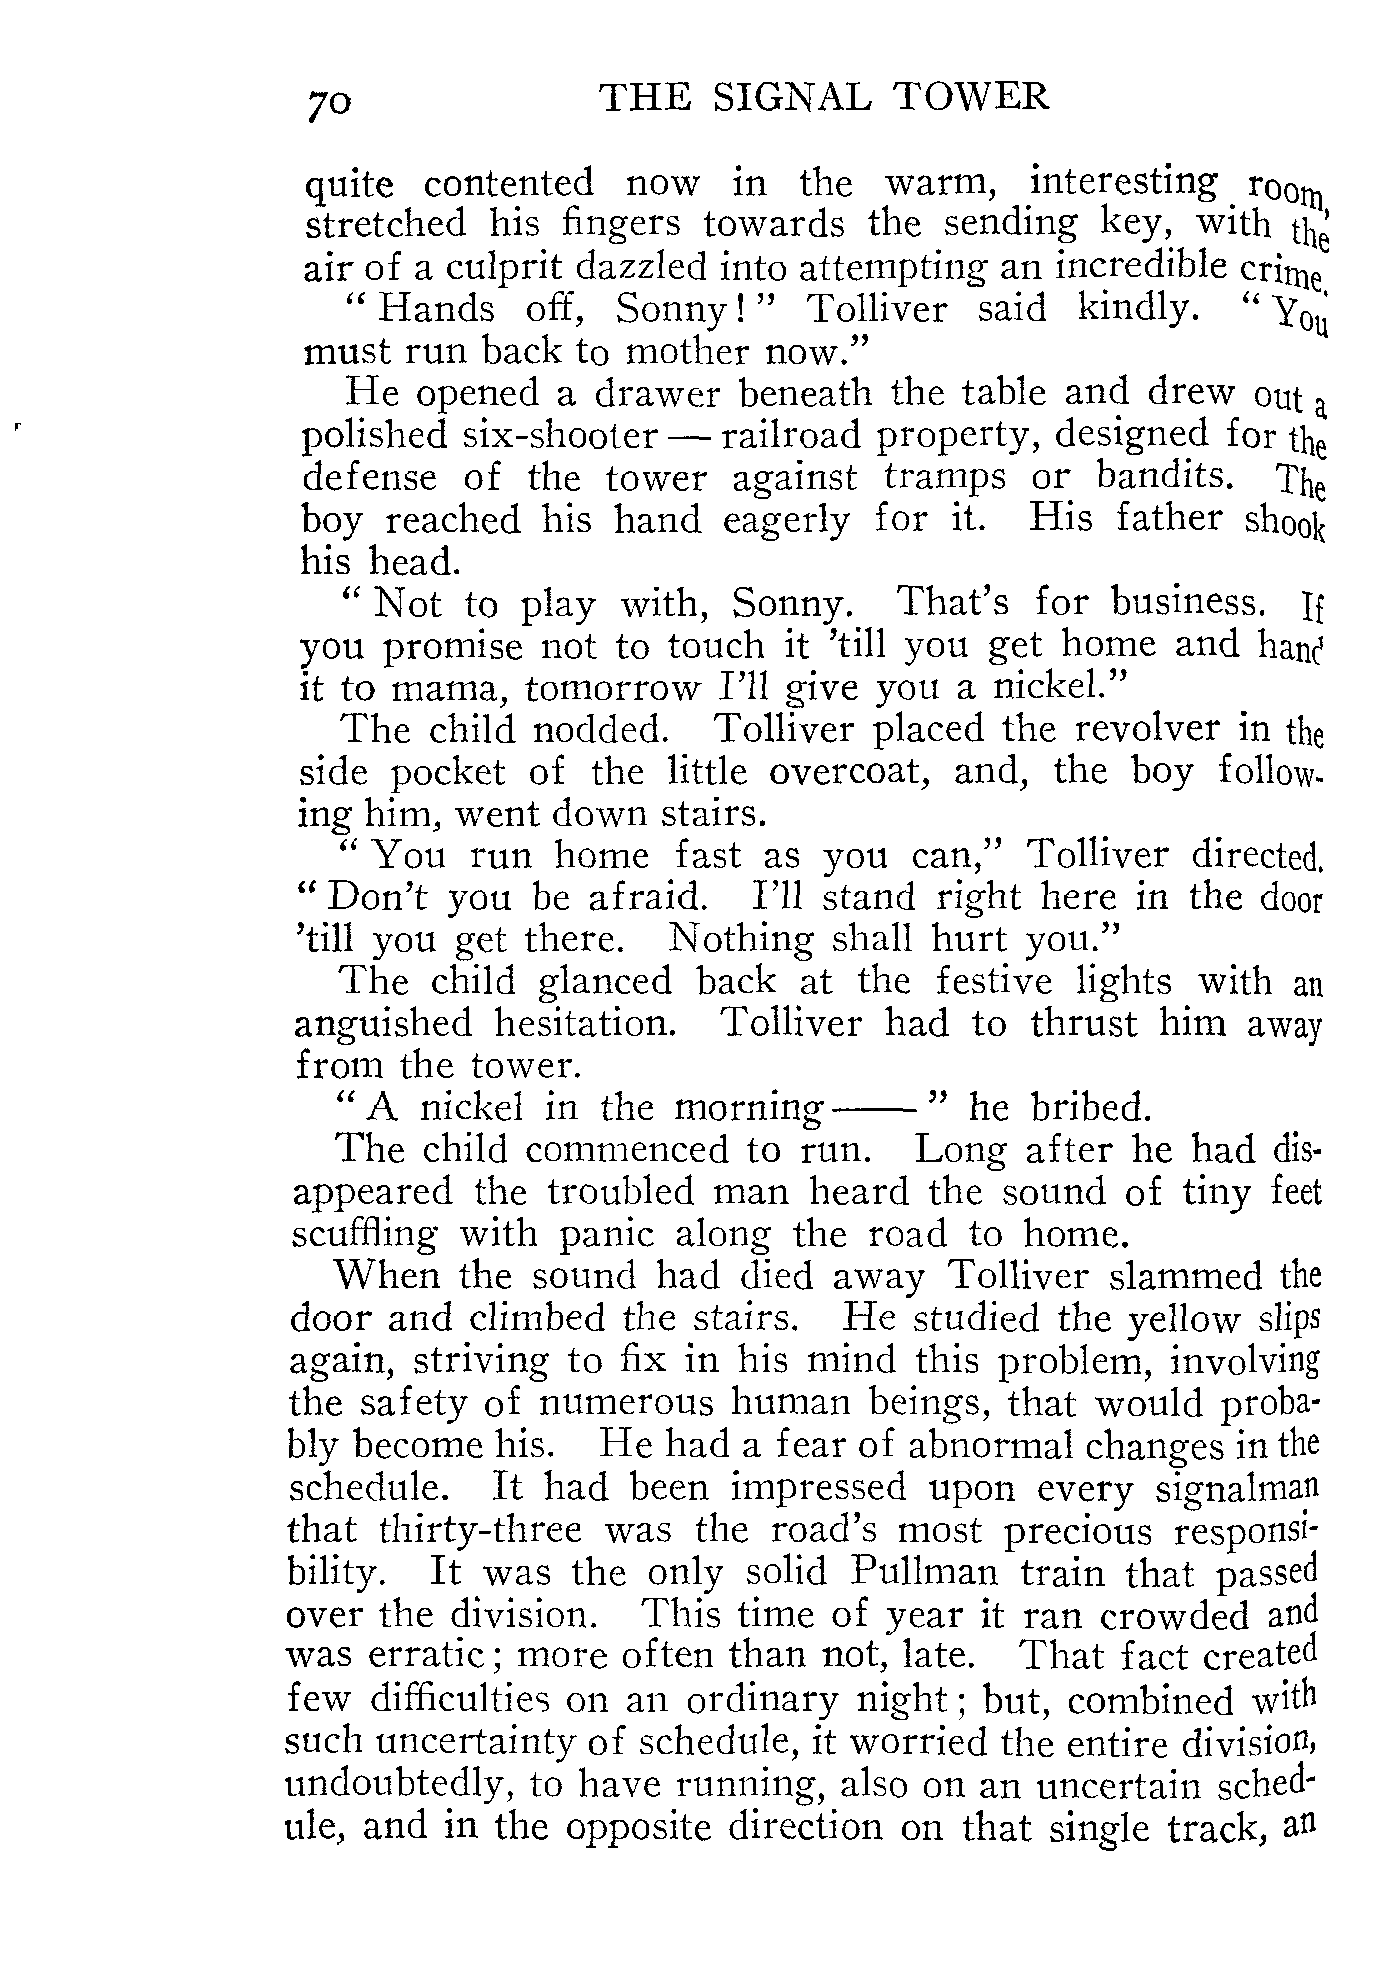 70 THE SIGNAL TOWER
quite contented now in the warm, interesting room,
stretched his fingers towards the sending key, with the
air of a culprit dazzled into attempting an incredible crime.
“Hands off, Sonny!” Tolliver said kindly. “You
must run back to mother now.”
He opened a drawer beneath the table and drew out a
polished six-shooter — railroad property, designed for the
defense of the tower against tramps or bandits. The
boy reached his hand eagerly for it. His father shook
his head.
“Not to play with, Sonny. That’s for business. If
you promise not to touch it ’till you get home and hand
it to mama, tomorrow I’ll give you a nickel.”
The child nodded. Tolliver placed the revolver in the
side pocket of the little overcoat, and, the boy follow-
ing him, went down stairs.
“You run home fast as you can,” Tolliver directed.
“Don’t you be afraid. I’ll stand right here in the door
’till you get there. Nothing shall hurt you.”
The child glanced back at the festive lights with an
anguished hesitation. Tolliver had to thrust him away
from the tower.
“A nickel in the morning——” he bribed.
The child commenced to run. Long after he had dis-
appeared the troubled man heard the sound of tiny feet
scuffling with panic along the road to home.
When the sound had died away Tolliver slammed the
door and climbed the stairs. He studied the yellow slips
again, striving to fix in his mind this problem, involving
the safety of numerous human beings, that would proba-
bly become his. He had a fear of abnormal changes in the
schedule. It had been impressed upon every signalman
that thirty-three was the road’s most precious responsi-
bility. It was the only solid Pullman train that passed
over the division. This time of year it ran crowded and
was erratic; more often than not, late. That fact created
few difficulties on an ordinary night; but, combined with
such uncertainty of schedule, it worried the entire division,
undoubtedly, to have running, also on an uncertain sched-
ule, and in the opposite direction on that single track, an